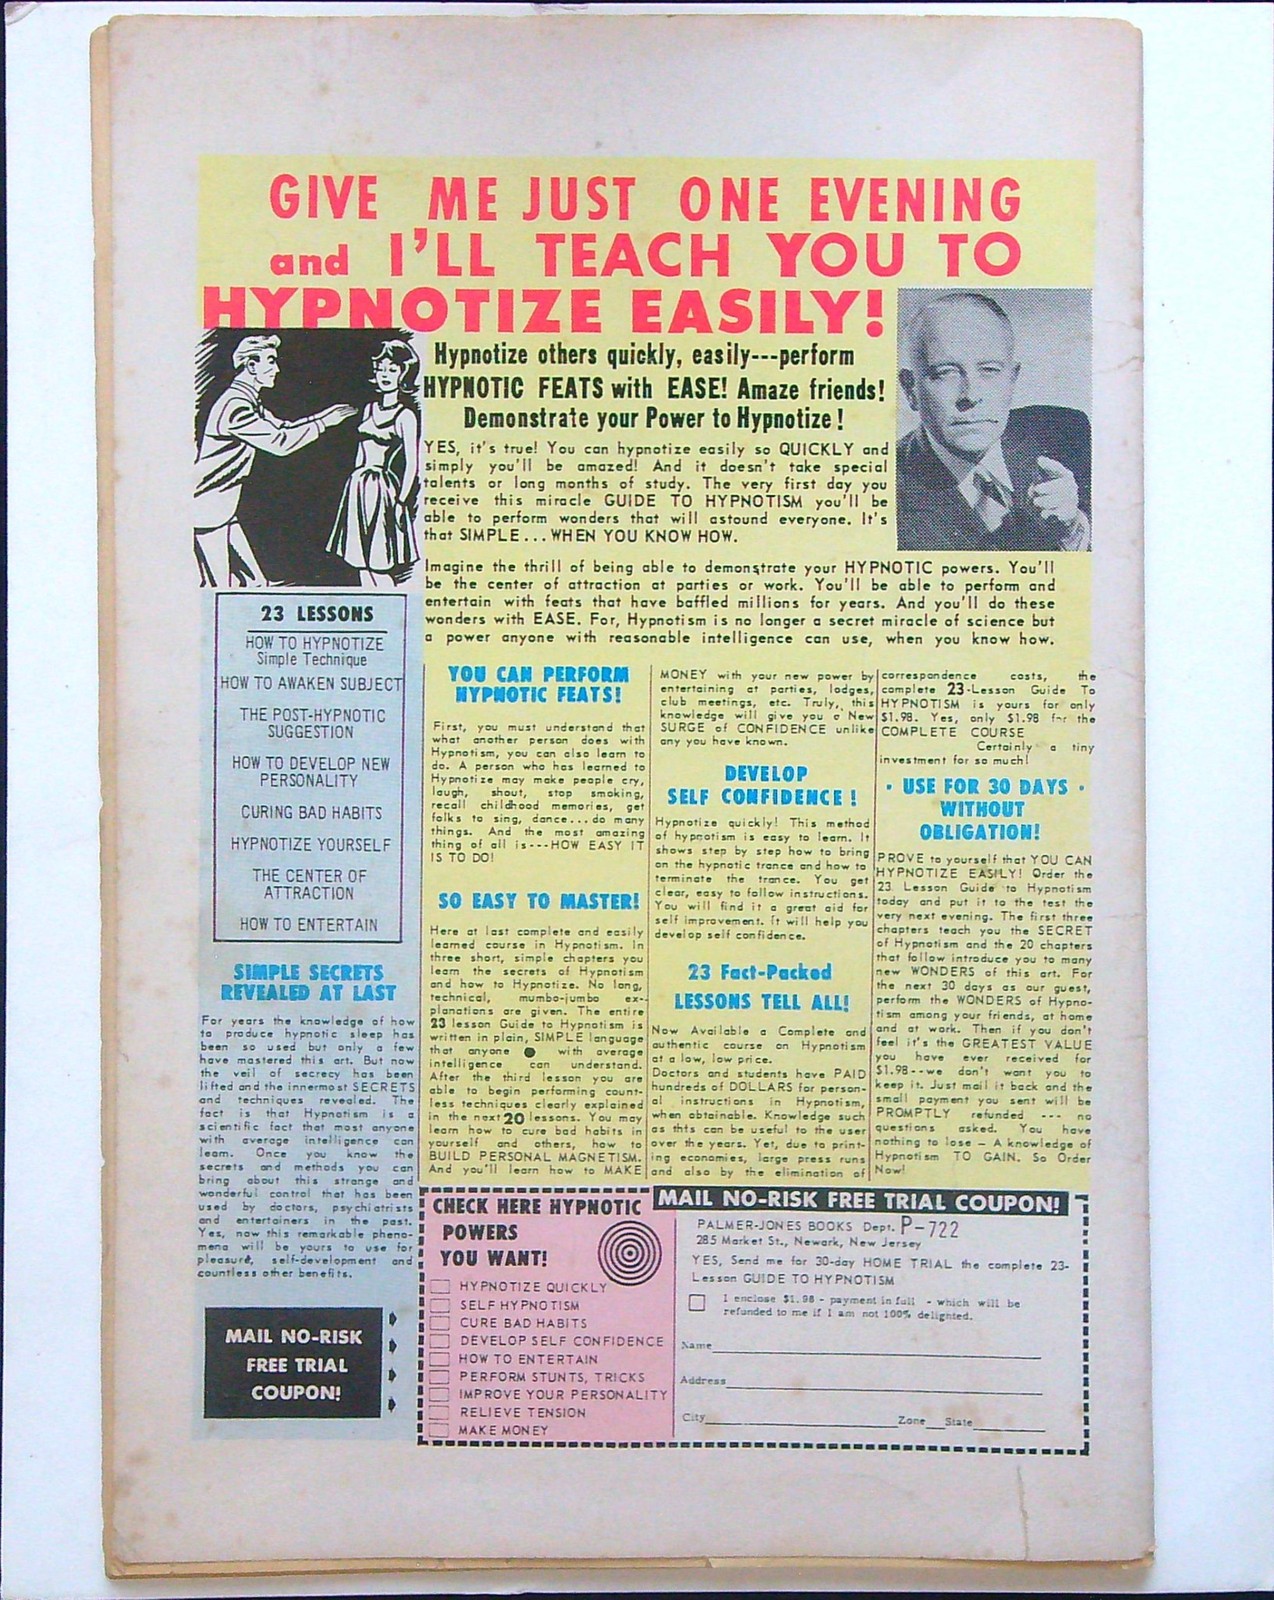 GIVE ME JUST ONE EVENING
and I'LL TEACH YOU TO
HYPNOTIZE EASILY!
Hypnotize others quickly, easily---perform
HYPNOTIC FEATS with EASE! Amaze friends!
Demonstrate your Power to Hypnotize!
YES, it's true! You can hypnotize easily so QUICKLY and
simply you'll be amazed! And it doesn't take special
talents or long months of study. The very first day you
receive this miracle GUIDE TO HYPNOTISM you'll be
able to perform wonders that will astound everyone. It's
that SIMPLE... WHEN YOU KNOW HOW.
Imagine the thrill of being able to demonstrate your HYPNOTIC powers. You'll
be the center of attraction at parties or work. You'll be able to perform and
entertain with feats that have baffled millions for years. And you'll do these
wonders with EASE. For, Hypnotism is no longer a secret miracle of science but
a power anyone with reasonable intelligence can use, when you know how.
23 LESSONS
HOW TO HYPNOTIZE
Simple Technique
HOW TO AWAKEN SUBJECT
THE POST-HYPNOTIC
SUGGESTION
HOW TO DEVELOP NEW
PERSONALITY
CURING BAD HABITS
HYPNOTIZE YOURSELF
THE CENTER OF
ATTRACTION
HOW TO ENTERTAIN
SIMPLE SECRETS
REVEALED AT LAST
For years the knowledge of how
to produce hypnotic sleep has
been so used but only a few
have mastered this art. But now
the veil of secrecy has been
lifted and the innermost SECRETS
and techniques revealed. The
fact is that Hypnotism is a
scientific fact that most anyone
with average intelligence can
learn. Once you know the
secrets and methods you can
bring about this strange and
wonderful control that has been
used by doctors, psychiatrists
and entertainers in the past.
Yes, now this remarkable pheno-
mena will be yours to use for
pleasure, self-development and
countless other benefits.
MAIL NO-RISK
FREE TRIAL
COUPON!
YOU CAN PERFORM
HYPNOTIC FEATS!
First, you must understand that
what another person does with
Hypnotism, you can also learn to
do. A person who has learned to
Hypnotize may make people cry,
laugh, shout, stop smoking,
recall childhood memories, get
folks to sing, dance... do many
things. And the most amazing
thing of all is---HOW EASY IT
IS TO DO!
SO EASY TO MASTER!
Here at last complete and easily
learned course in Hypnotism. In
three short, simple chapters you
learn the secrets of Hypnotism
and how to Hypnotize. No long,
technical, mumbo-jumbo ex--
planations are given. The entire
23 lesson Guide to Hypnotism is
written in plain, SIMPLE language
that anyone with average
intelligence can understand.
After the third lesson you are
able to begin performing count-
less techniques clearly explained
in the next 20 lessons. You may
learn how to cure bad habits in
yourself and others, how to
BUILD PERSONAL MAGNETISM.
And you'll learn how to MAKE
MONEY with your new power by
entertaining at parties, lodges,
club meetings, etc. Truly, this
knowledge will give you a New
SURGE of CONFIDENCE unlike
any you have known.
DEVELOP
SELF CONFIDENCE!
Hypnotize quickly! This method
of hypnotism is easy to learn. It
shows step by step how to bring
on the hypnotic trance and how to
terminate the trance. You get
clear, easy to follow instructions.
You will find it a great aid for
self improvement. It will help you
develop self confidence.
23 Fact-Packed
LESSONS TELL ALL!
Now Available a Complete and
authentic course on Hypnotism
at a low, low price.
Doctors and students have PAID
hundreds of DOLLARS for person-
al instructions in Hypnotism,
when obtainable. Knowledge such
as this can be useful to the user
over the years. Yet, due to print-
ing economies, large press runs
and also by the elimination of
correspondence costs, the
complete 23-Lesson Guide To
HYPNOTISM is yours for only
$1.98. Yes, only $1.98 for the
COMPLETE COURSE
Certainly a tiny
investment for so much!
• USE FOR 30 DAYS •
WITHOUT
OBLIGATION!
PROVE to yourself that YOU CAN
HYPNOTIZE EASILY! Order the
23 Lesson Guide to Hypnotism
today and put it to the test the
very next evening. The first three
chapters teach you the SECRET
of Hypnotism and the 20 chapters
that follow introduce you to many
new WONDERS of this art. For
the next 30 days as our guest,
perform the WONDERS of Hypno-
tism among your friends, at home
and at work. Then if you don't
feel it's the GREATEST VALUE
you have ever received for
$1.98--we don't want you to
keep it. Just mail it back and the
small payment you sent will be
PROMPTLY refunded --- no
questions asked. You have
nothing to lose — A knowledge of
Hypnotism TO GAIN. So Order
Now!
CHECK HERE HYPNOTIC
POWERS
YOU WANT!
HYPNOTIZE QUICKLY
SELF HYPNOTISM
CURE BAD HABITS
DEVELOP SELF CONFIDENCE
HOW TO ENTERTAIN
PERFORM STUNTS, TRICKS
IMPROVE YOUR PERSONALITY
RELIEVE TENSION
MAKE MONEY
MAIL NO-RISK FREE TRIAL COUPON!
PALMER-JONES BOOKS Dept. P-722
285 Market St., Newark, New Jersey
YES, Send me for 30-day HOME TRIAL the complete 23-
Lesson GUIDE TO HYPNOTISM
I enclose $1.98 - payment in full - which will be
refunded to me if I am not 100% delighted.
Name
Address
City Zone State